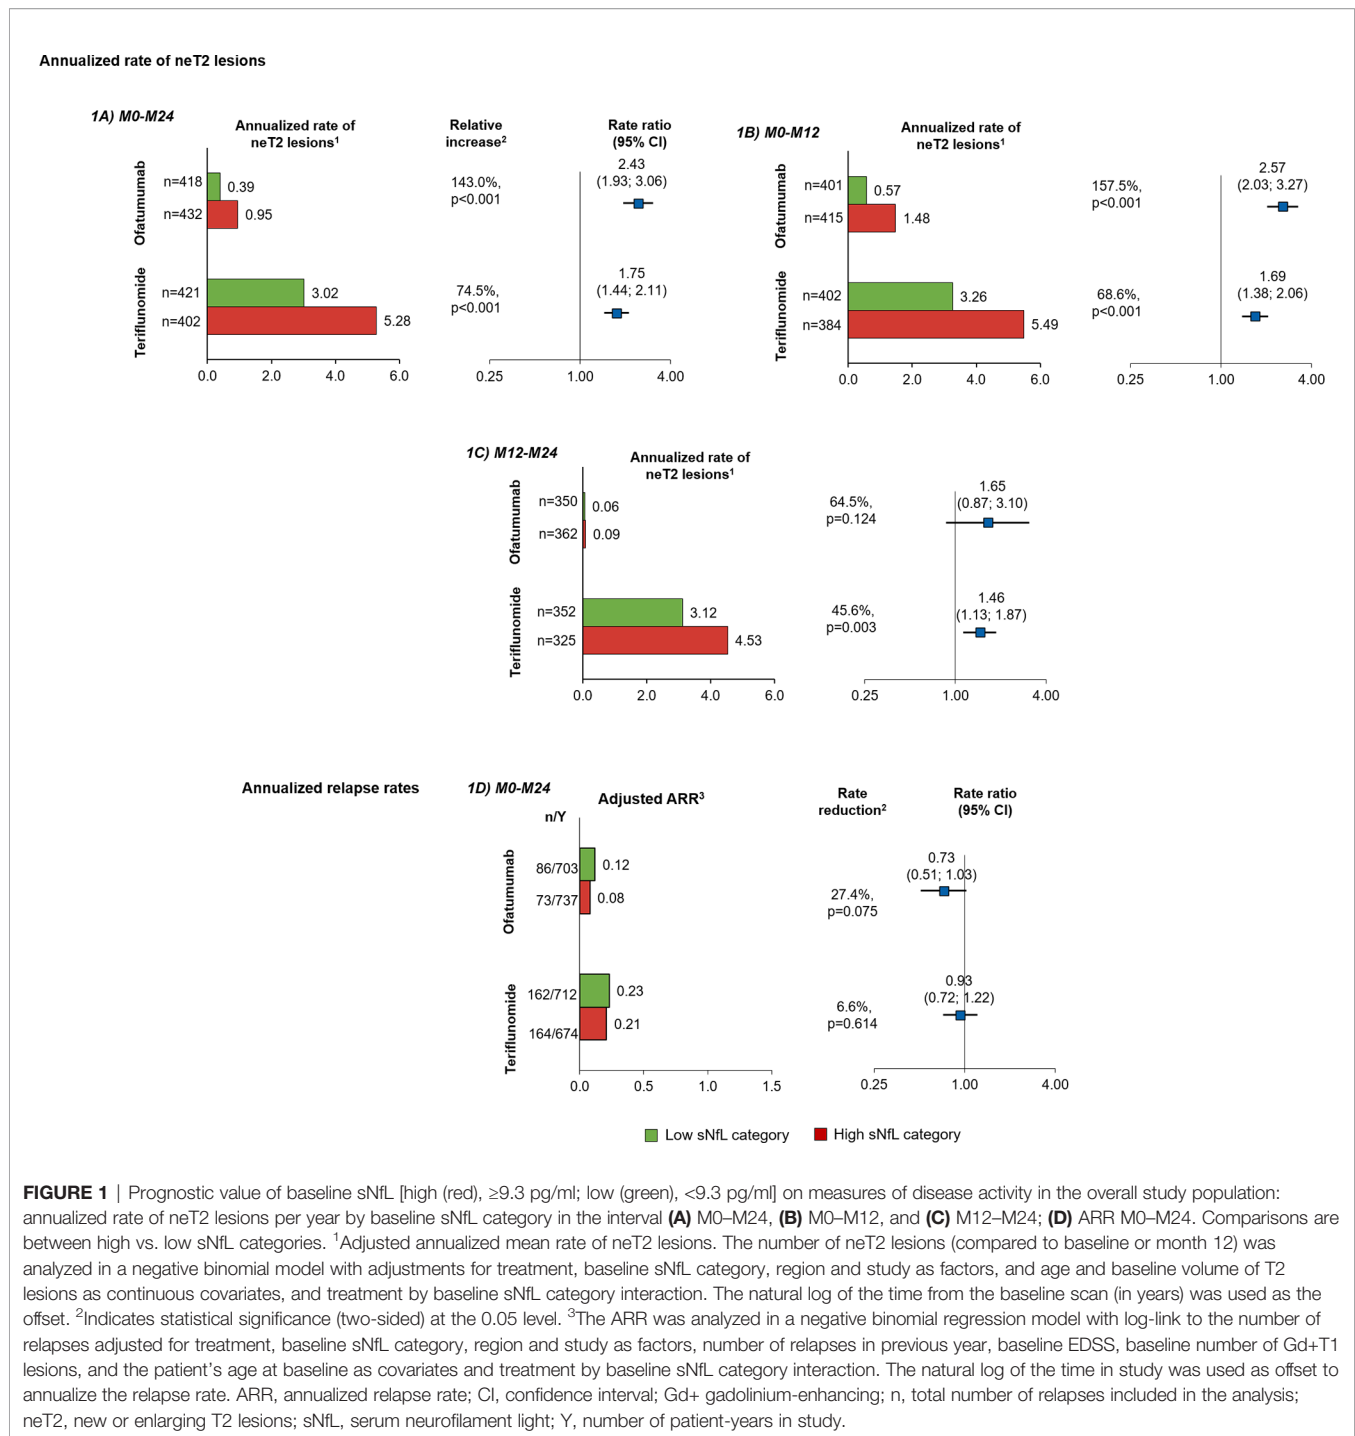 Annualized rate of neT2 lesions
1A) M0-M24
Annualized rate of
neT2 lesions¹
Relative
increase²
Rate ratio
(95% CI)
Ofatumumab
n=418
0.39
n=432
0.95
143.0%,
p<0.001
2.43
(1.93; 3.06)
Teriflunomide
n=421
3.02
n=402
5.28
74.5%,
p<0.001
1.75
(1.44; 2.11)
0.0 2.0 4.0 6.0
0.25 1.00 4.00
1B) M0-M12
Annualized rate of
neT2 lesions¹
Ofatumumab
n=401
0.57
n=415
1.48
157.5%,
p<0.001
2.57
(2.03; 3.27)
Teriflunomide
n=402
3.26
n=384
5.49
68.6%,
p<0.001
1.69
(1.38; 2.06)
0.0 2.0 4.0 6.0
0.25 1.00 4.00
1C) M12-M24
Annualized rate of
neT2 lesions¹
Ofatumumab
n=350
0.06
n=362
0.09
64.5%,
p=0.124
1.65
(0.87; 3.10)
Teriflunomide
n=352
3.12
n=325
4.53
45.6%,
p=0.003
1.46
(1.13; 1.87)
0.0 2.0 4.0 6.0
0.25 1.00 4.00
Annualized relapse rates
1D) M0-M24
n/Y
Adjusted ARR³
Rate
reduction²
Rate ratio
(95% CI)
Ofatumumab
86/703
0.12
73/737
0.08
27.4%,
p=0.075
0.73
(0.51; 1.03)
Teriflunomide
162/712
0.23
164/674
0.21
6.6%,
p=0.614
0.93
(0.72; 1.22)
0.0 0.5 1.0 1.5
0.25 1.00 4.00
Low sNfL category
High sNfL category
FIGURE 1 | Prognostic value of baseline sNfL [high (red), ≥9.3 pg/ml; low (green), <9.3 pg/ml] on measures of disease activity in the overall study population:
annualized rate of neT2 lesions per year by baseline sNfL category in the interval (A) M0–M24, (B) M0–M12, and (C) M12–M24; (D) ARR M0–M24. Comparisons are
between high vs. low sNfL categories. ¹Adjusted annualized mean rate of neT2 lesions. The number of neT2 lesions (compared to baseline or month 12) was
analyzed in a negative binomial model with adjustments for treatment, baseline sNfL category, region and study as factors, and age and baseline volume of T2
lesions as continuous covariates, and treatment by baseline sNfL category interaction. The natural log of the time from the baseline scan (in years) was used as the
offset. ²Indicates statistical significance (two-sided) at the 0.05 level. ³The ARR was analyzed in a negative binomial regression model with log-link to the number of
relapses adjusted for treatment, baseline sNfL category, region and study as factors, number of relapses in previous year, baseline EDSS, baseline number of Gd+T1
lesions, and the patient's age at baseline as covariates and treatment by baseline sNfL category interaction. The natural log of the time in study was used as offset to
annualize the relapse rate. ARR, annualized relapse rate; CI, confidence interval; Gd+ gadolinium-enhancing; n, total number of relapses included in the analysis;
neT2, new or enlarging T2 lesions; sNfL, serum neurofilament light; Y, number of patient-years in study.